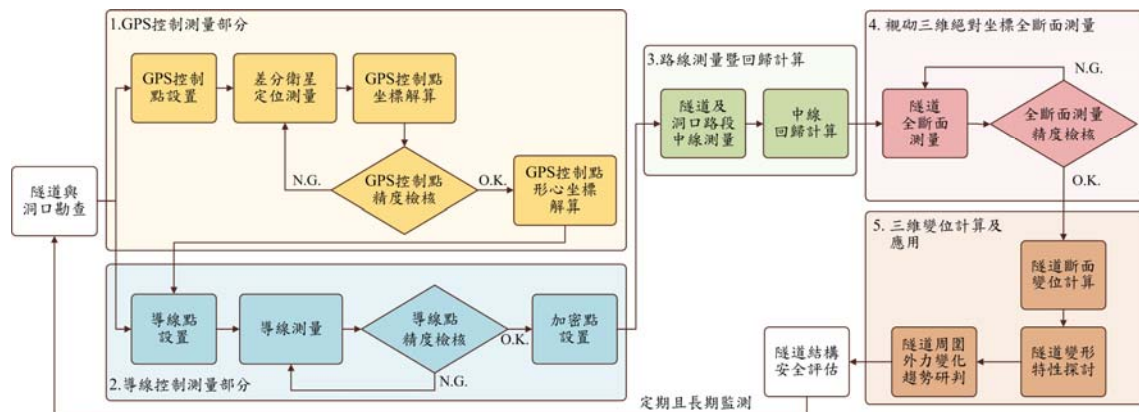 1.GPS控制測量部分
GPS控制
點設置
差分衛星
定位測量
GPS控制點
坐標解算
N.G.
GPS控制點
精度檢核
O.K.
GPS控制點
形心坐標
解算
隧道與
洞口勘查
導線點
設置
導線測量
導線點
精度檢核
O.K.
N.G.
加密點
設置
2.導線控制測量部分
3.路線測量暨回歸計算
隧道及
洞口路段
中線測量
中線
回歸計算
4. 襯砌三維絕對坐標全斷面測量
N.G.
隧道
全斷面
測量
全斷面測量
精度檢核
O.K.
5. 三維變位計算及
應用
隧道斷面
變位計算
隧道變形
特性探討
隧道周圍
外力變化
趨勢研判
隧道結構
安全評估
定期且長期監測